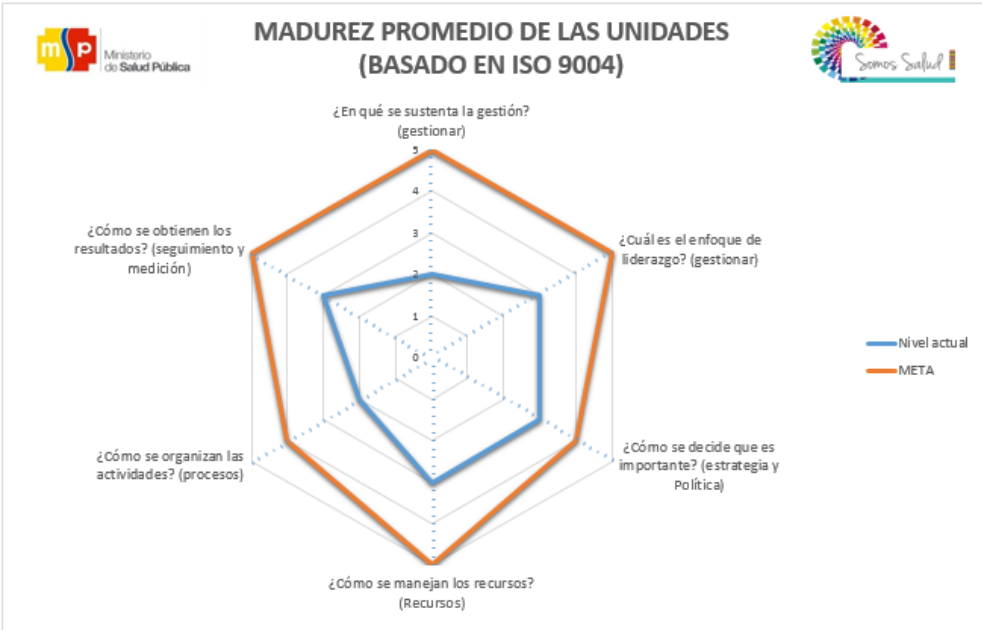 MADUREZ PROMEDIO DE LAS UNIDADES
(BASADO EN ISO 9004)
msp
Ministerio
de Salud Pública
Somos Salud
¿En qué se sustenta la gestión?
(gestionar)
5
4
3
2
1
0
¿Cómo se obtienen los
resultados? (seguimiento y
medición)
¿Cuál es el enfoque de
liderazgo? (gestionar)
Nivel actual
META
¿Cómo se organizan las
actividades? (procesos)
¿Cómo se decide que es
importante? (estrategia y
Política)
¿Cómo se manejan los recursos?
(Recursos)